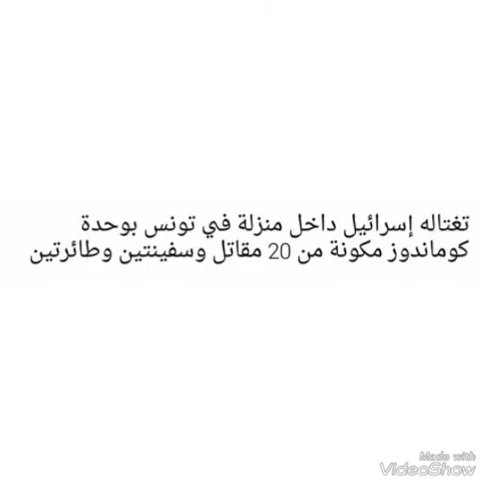 تغتاله إسرائيل داخل منزلة في تونس بوحدة
كوماندوز مكونة من 20 مقاتل وسفينتين وطائرتين
Made with
VideoShow